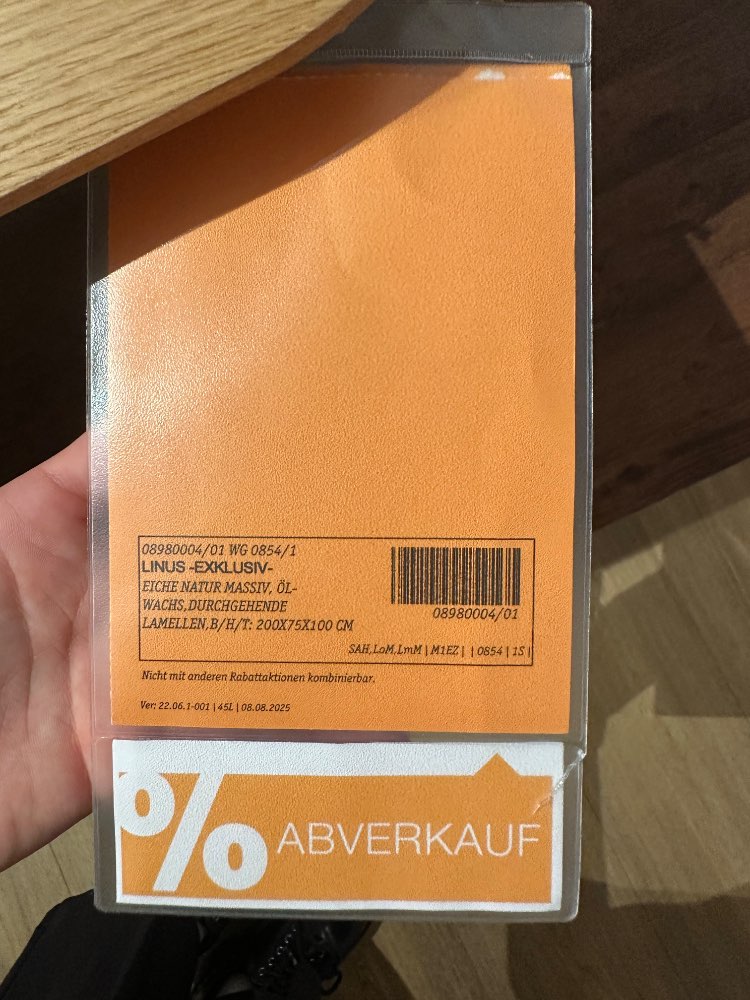 08980004/01 WG 0854/1
LINUS -EXKLUSIV-
EICHE NATUR MASSIV, ÖL-
WACHS,DURCHGEHENDE
LAMELLEN,B/H/T: 200X75X100 CM
08980004/01
SAH,LoM,LmM | M1EZ | | 0854 | 1S |
Nicht mit anderen Rabattaktionen kombinierbar.
Ver: 22.06.1-001 | 45L | 08.08.2025
% ABVERKAUF